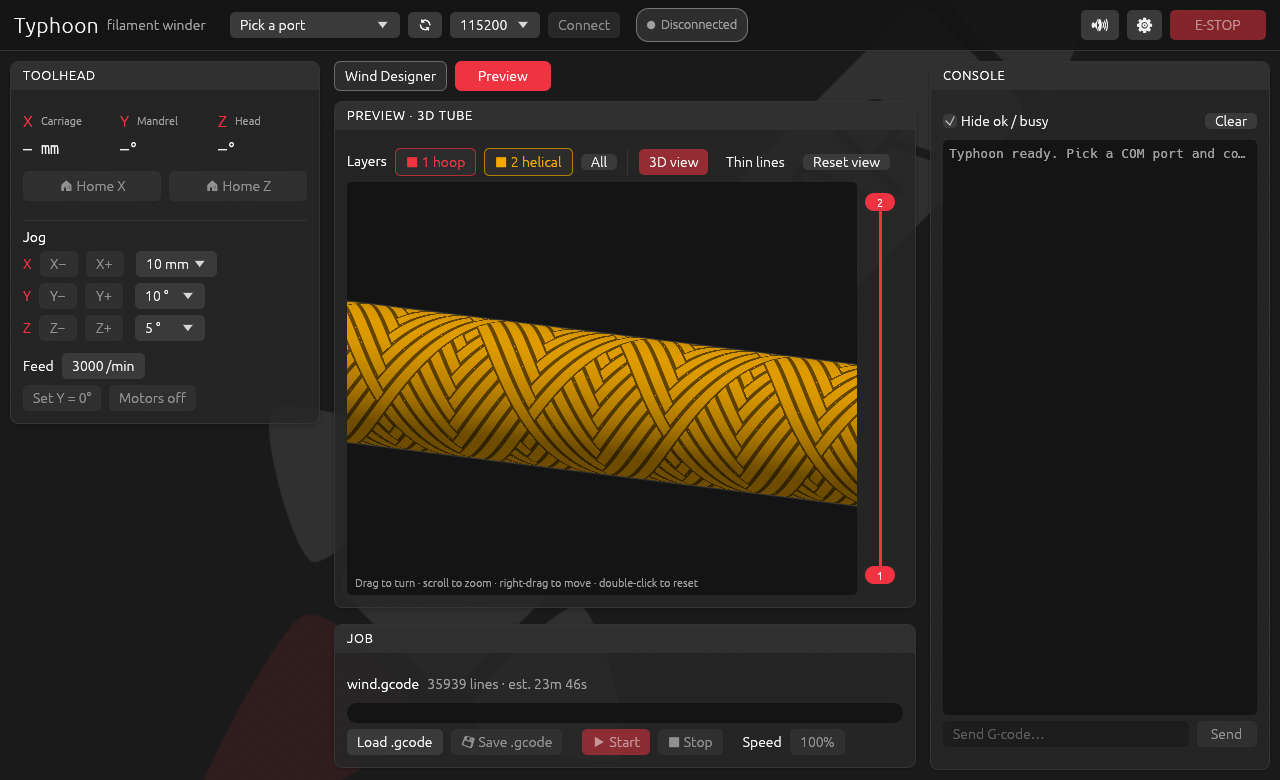 Typhoon filament winder Pick a port 115200 Connect Disconnected E-STOP
TOOLHEAD
X Carriage Y Mandrel Z Head
– mm –° –°
Home X Home Z
Jog
X X– X+ 10 mm
Y Y– Y+ 10 °
Z Z– Z+ 5 °
Feed 3000 /min
Set Y = 0° Motors off
Wind Designer Preview
PREVIEW · 3D TUBE
Layers 1 hoop 2 helical All 3D view Thin lines Reset view
2
1
Drag to turn · scroll to zoom · right-drag to move · double-click to reset
JOB
wind.gcode 35939 lines · est. 23m 46s
Load .gcode Save .gcode Start Stop Speed 100%
CONSOLE
Hide ok / busy Clear
Typhoon ready. Pick a COM port and co…
Send G-code… Send